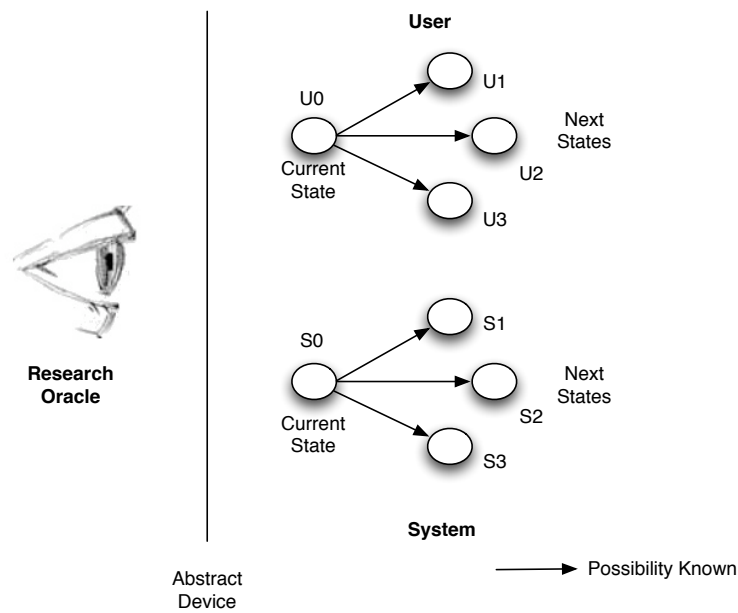 User
U0
U1
Current
State
U2
Next
States
U3
Research
Oracle
S0
S1
Current
State
S2
Next
States
S3
System
Abstract
Device
Possibility Known